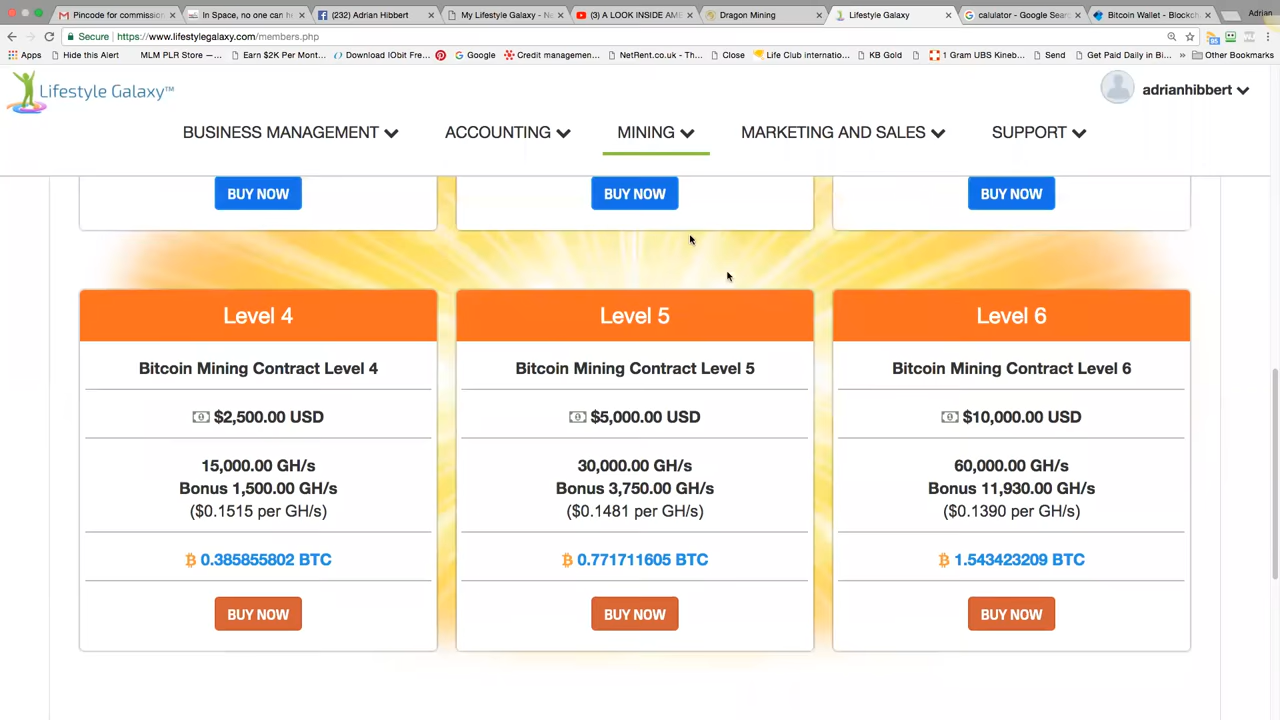 Pincode for commission
In Space, no one can he
(232) Adrian Hibbert
My Lifestyle Galaxy - Ne
(3) A LOOK INSIDE AME
Dragon Mining
Lifestyle Galaxy
calulator - Google Sear
Bitcoin Wallet - Blockch
Adrian
Secure
https://www.lifestylegalaxy.com/members.php
Apps
Hide this Alert
MLM PLR Store —...
Earn $2K Per Mont...
Download IObit Fre...
Google
Credit managemen...
NetRent.co.uk - Th...
Close
Life Club internatio...
KB Gold
1 Gram UBS Kineb...
Send
Get Paid Daily in Bi...
»
Other Bookmarks
Lifestyle Galaxy™
adrianhibbert
BUSINESS MANAGEMENT
ACCOUNTING
MINING
MARKETING AND SALES
SUPPORT
BUY NOW
BUY NOW
BUY NOW
Level 4
Bitcoin Mining Contract Level 4
$2,500.00 USD
15,000.00 GH/s
Bonus 1,500.00 GH/s
($0.1515 per GH/s)
0.385855802 BTC
BUY NOW
Level 5
Bitcoin Mining Contract Level 5
$5,000.00 USD
30,000.00 GH/s
Bonus 3,750.00 GH/s
($0.1481 per GH/s)
0.771711605 BTC
BUY NOW
Level 6
Bitcoin Mining Contract Level 6
$10,000.00 USD
60,000.00 GH/s
Bonus 11,930.00 GH/s
($0.1390 per GH/s)
1.543423209 BTC
BUY NOW